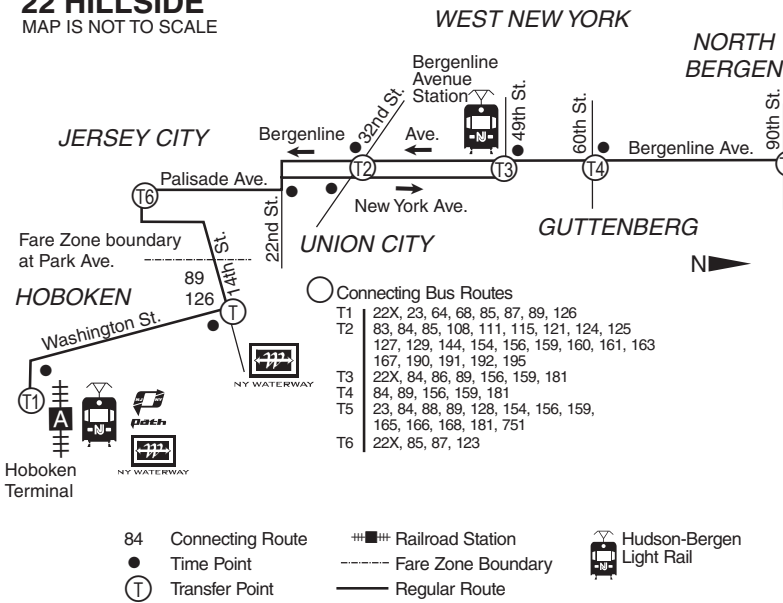 22 HILLSIDE
MAP IS NOT TO SCALE
WEST NEW YORK
NORTH
BERGEN
Bergenline
Avenue
Station
32nd St.
49th St.
60th St.
90th St.
JERSEY CITY
Bergenline
Ave.
Bergenline Ave.
T2
T3
T4
T6
Palisade Ave.
New York Ave.
22nd St.
UNION CITY
GUTTENBERG
Fare Zone boundary
at Park Ave.
14th St.
N
HOBOKEN
89
126
T
Washington St.
NY WATERWAY
T1
A
path
NY WATERWAY
Hoboken
Terminal
Connecting Bus Routes
T1 22X, 23, 64, 68, 85, 87, 89, 126
T2 83, 84, 85, 108, 111, 115, 121, 124, 125
127, 129, 144, 154, 156, 159, 160, 161, 163
167, 190, 191, 192, 195
T3 22X, 84, 86, 89, 156, 159, 181
T4 84, 89, 156, 159, 181
T5 23, 84, 88, 89, 128, 154, 156, 159,
165, 166, 168, 181, 751
T6 22X, 85, 87, 123
84 Connecting Route
Time Point
T Transfer Point
Railroad Station
Fare Zone Boundary
Regular Route
Hudson-Bergen
Light Rail